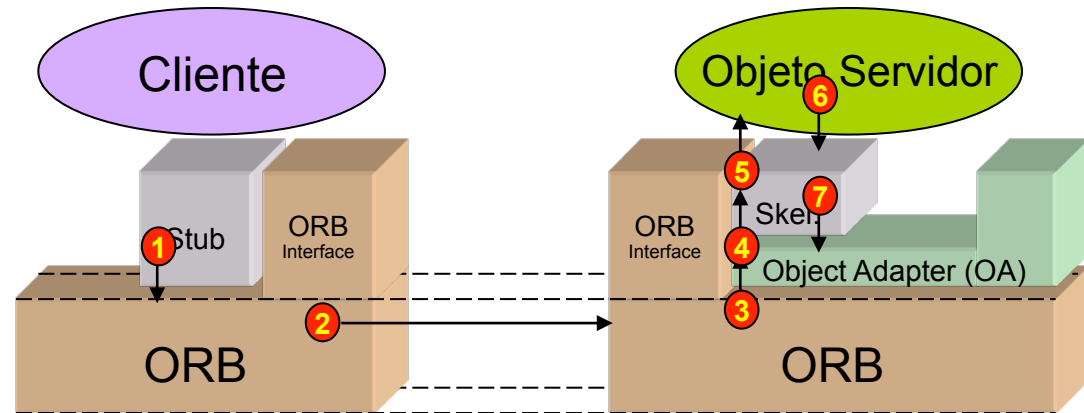 Cliente
Objeto Servidor
6
5
7
Skel.
1
Stub
ORB
Interface
ORB
Interface
4
Object Adapter (OA)
2
3
ORB
ORB